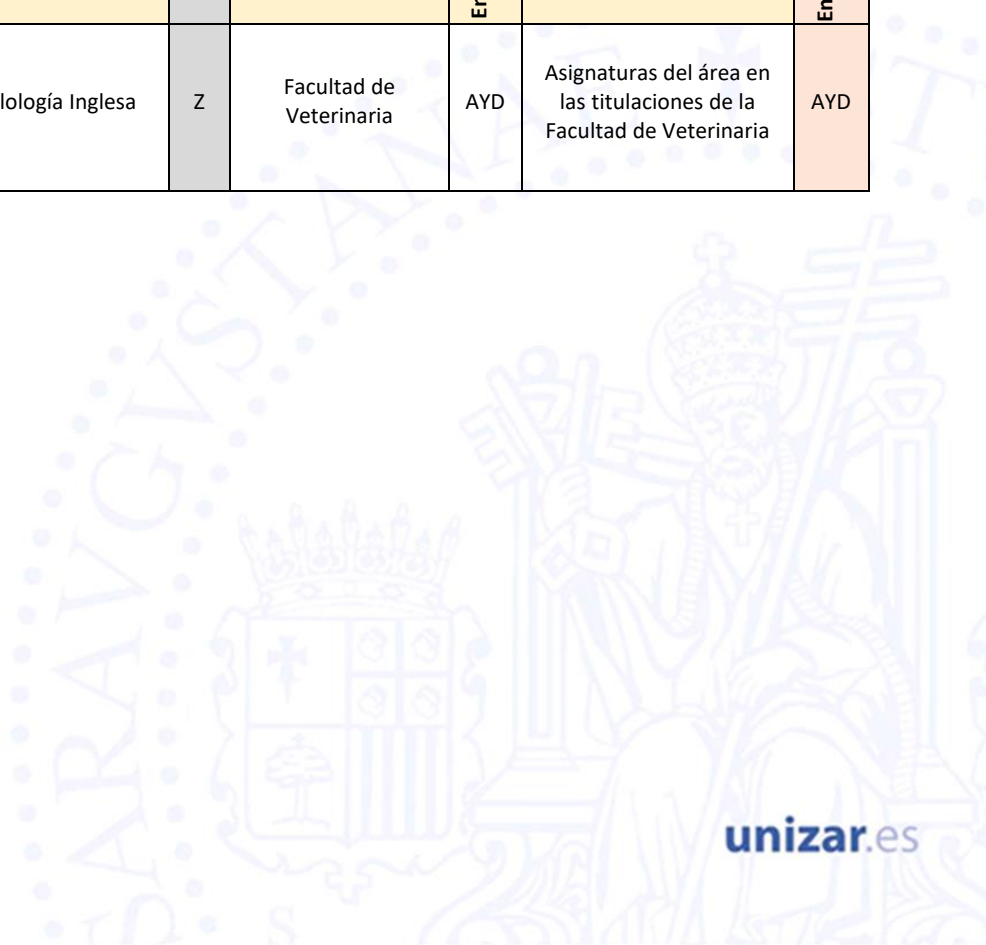 lología Inglesa
Z
Facultad de
Veterinaria
AYD
Asignaturas del área en
las titulaciones de la
Facultad de Veterinaria
AYD
unizar.es